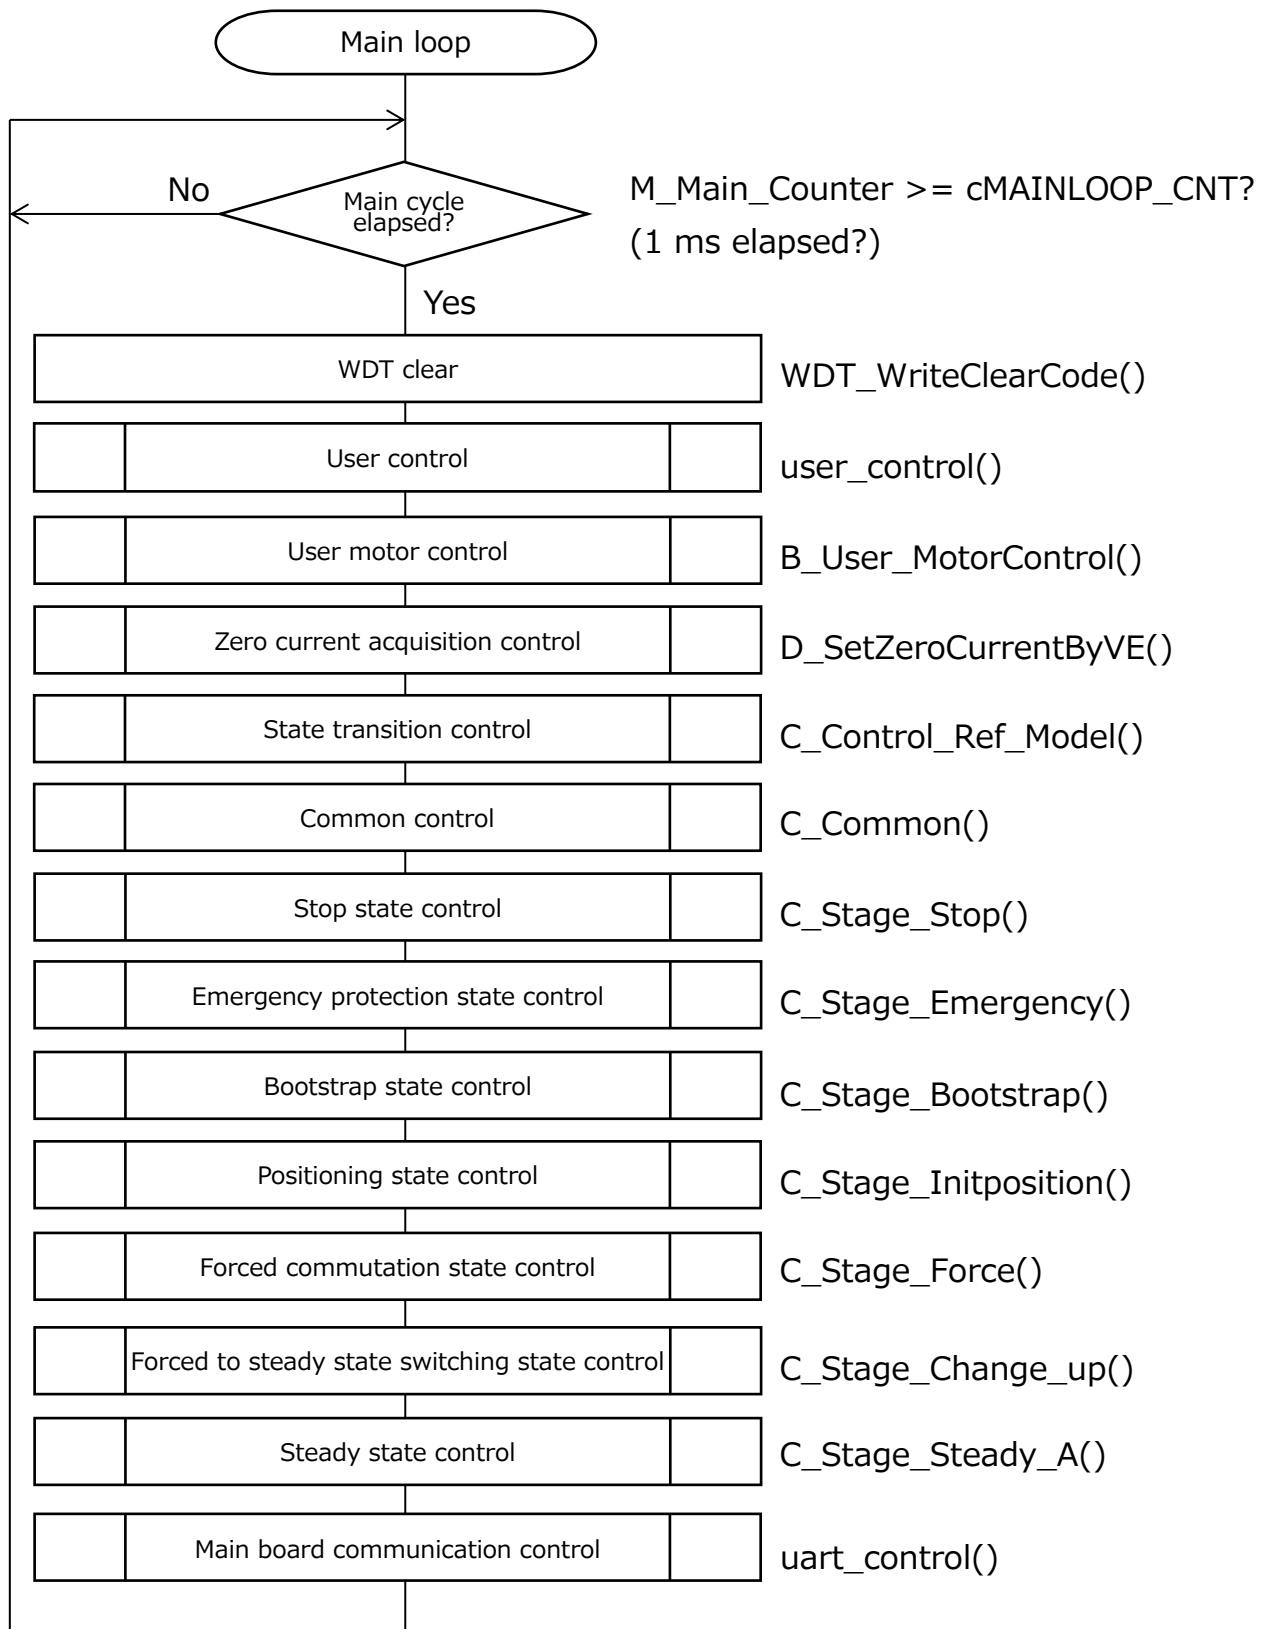 Main loop
No
Main cycle
elapsed?
M_Main_Counter >= cMAINLOOP_CNT?
(1 ms elapsed?)
Yes
WDT clear
WDT_WriteClearCode()
User control
user_control()
User motor control
B_User_MotorControl()
Zero current acquisition control
D_SetZeroCurrentByVE()
State transition control
C_Control_Ref_Model()
Common control
C_Common()
Stop state control
C_Stage_Stop()
Emergency protection state control
C_Stage_Emergency()
Bootstrap state control
C_Stage_Bootstrap()
Positioning state control
C_Stage_Initposition()
Forced commutation state control
C_Stage_Force()
Forced to steady state switching state control
C_Stage_Change_up()
Steady state control
C_Stage_Steady_A()
Main board communication control
uart_control()